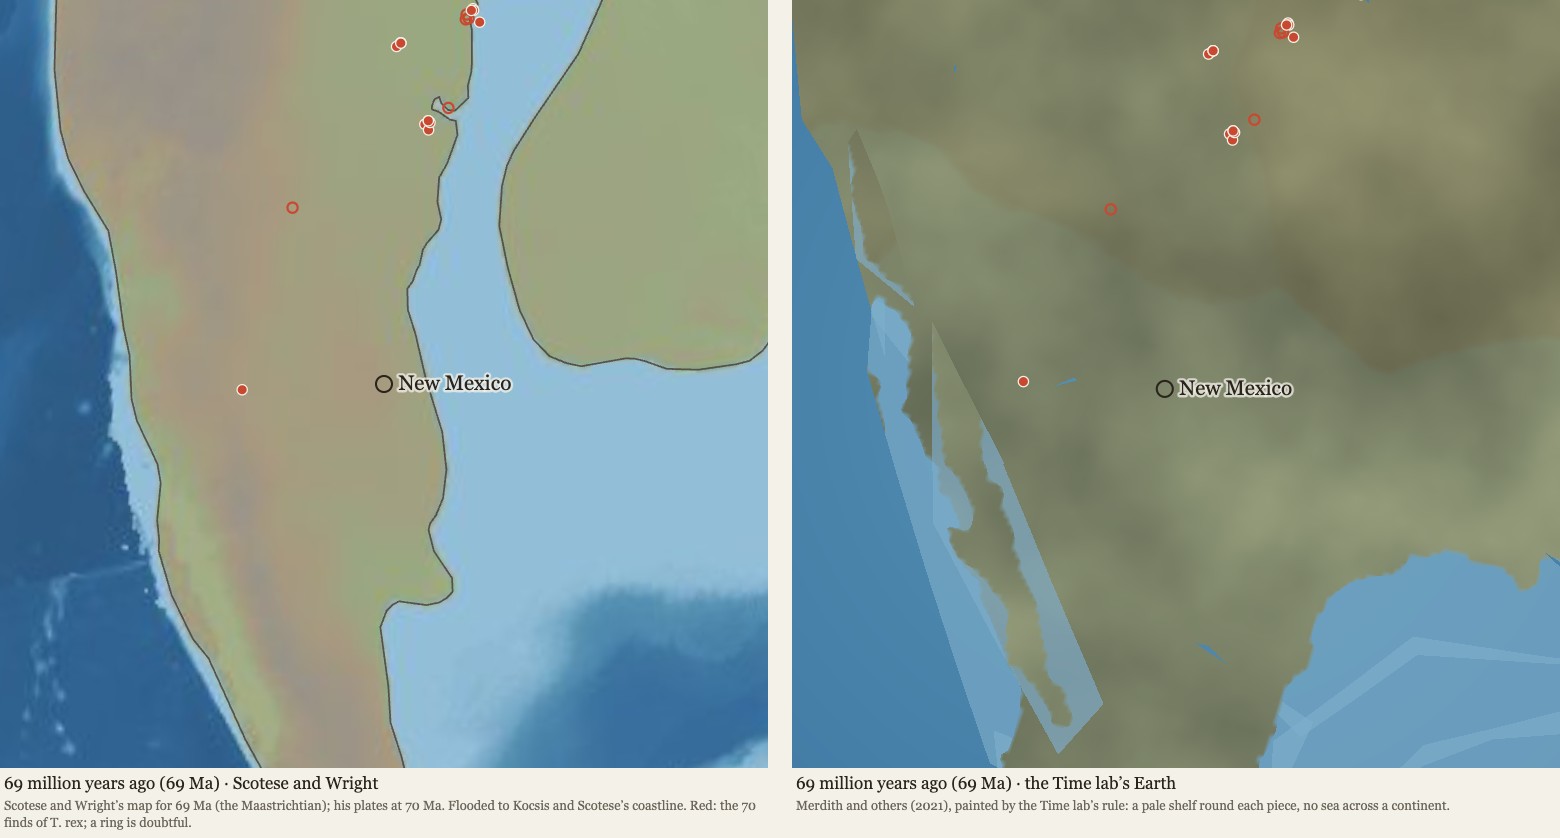 New Mexico
New Mexico
69 million years ago (69 Ma) · Scotese and Wright
Scotese and Wright's map for 69 Ma (the Maastrichtian); his plates at 70 Ma. Flooded to Kocsis and Scotese's coastline. Red: the 70
finds of T. rex; a ring is doubtful.
69 million years ago (69 Ma) · the Time lab's Earth
Merdith and others (2021), painted by the Time lab's rule: a pale shelf round each piece, no sea across a continent.